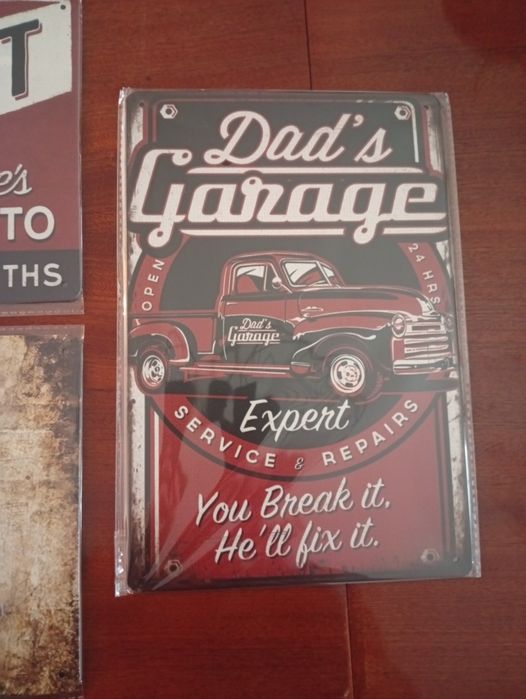 T
e's
TO
THS
Dad's
Garage
OPEN
24 HRS
Dad's
Garage
Expert
SERVICE & REPAIRS
You Break it,
He'll fix it.